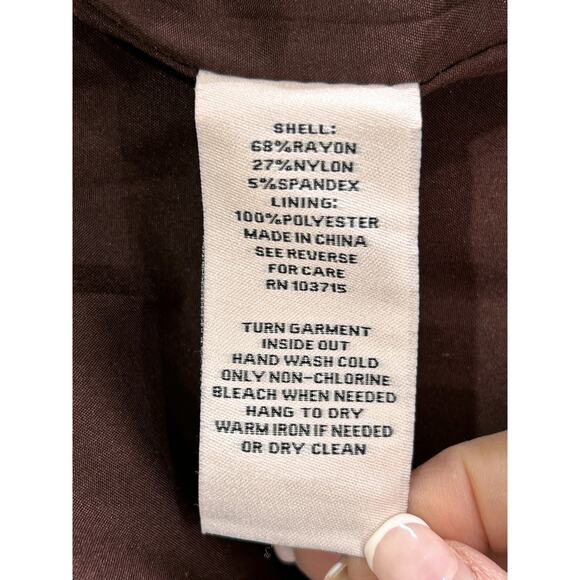 SHELL:
68%RAYON
27%NYLON
5%SPANDEX
LINING:
100%POLYESTER
MADE IN CHINA
SEE REVERSE
FOR CARE
RN 103715
TURN GARMENT
INSIDE OUT
HAND WASH COLD
ONLY NON-CHLORINE
BLEACH WHEN NEEDED
HANG TO DRY
WARM IRON IF NEEDED
OR DRY CLEAN